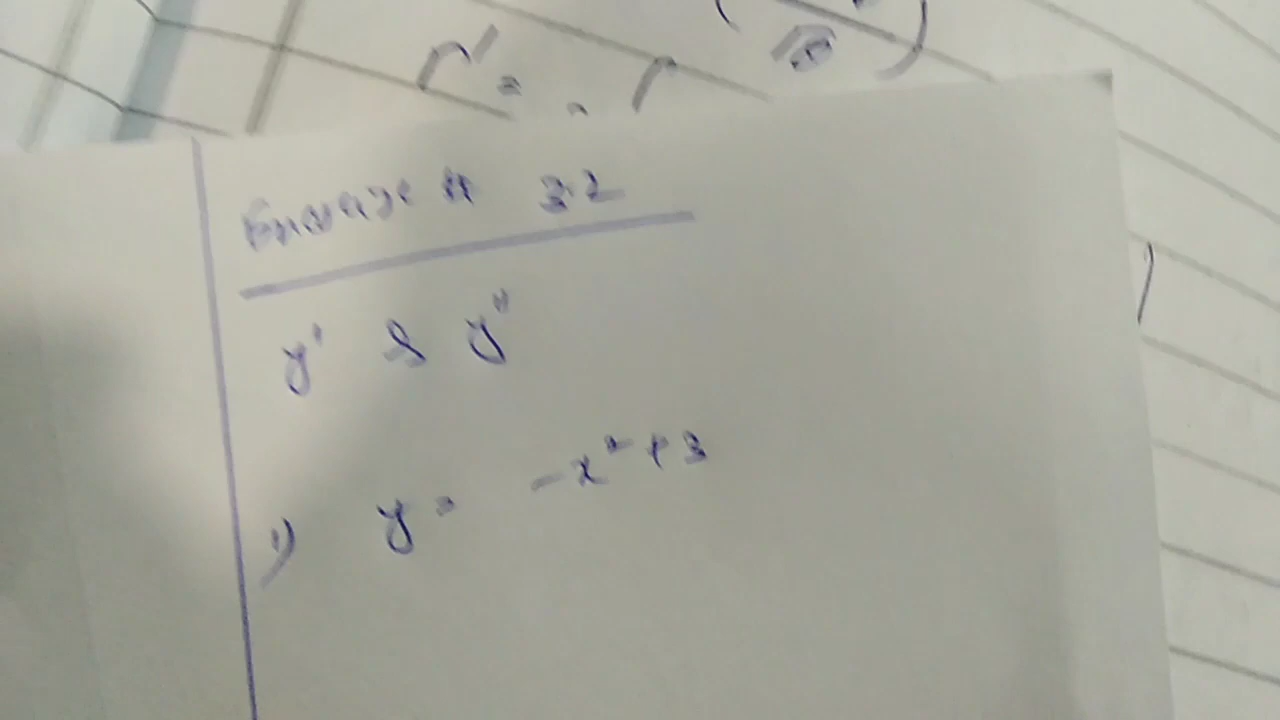 r' = r
Exercise # 3.2
y' & y"
1) y = -x² + 3